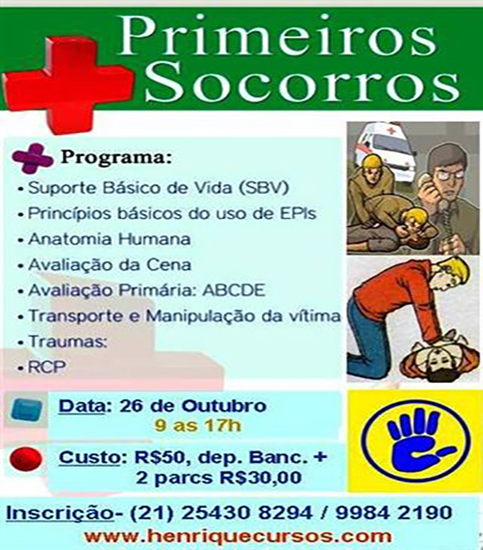 Primeiros
Socorros
Programa:
• Suporte Básico de Vida (SBV)
• Princípios básicos do uso de EPIs
• Anatomia Humana
• Avaliação da Cena
• Avaliação Primária: ABCDE
• Transporte e Manipulação da vítima
• Traumas:
• RCP
Data: 26 de Outubro
9 as 17h
Custo: R$50, dep. Banc. +
2 parcs R$30,00
Inscrição- (21) 25430 8294 / 9984 2190
www.henriquecursos.com